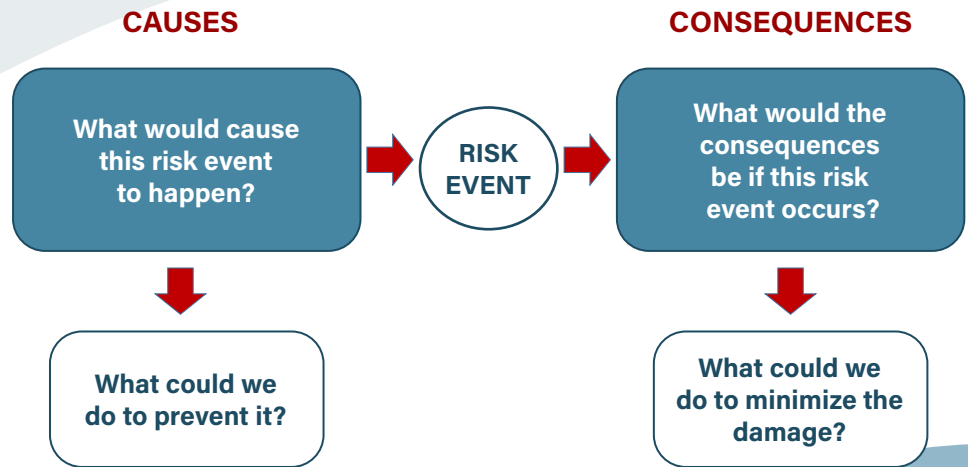 CAUSES
CONSEQUENCES
What would cause
this risk event
to happen?
RISK
EVENT
What would the
consequences
be if this risk
event occurs?
What could we
do to prevent it?
What could we
do to minimize the
damage?